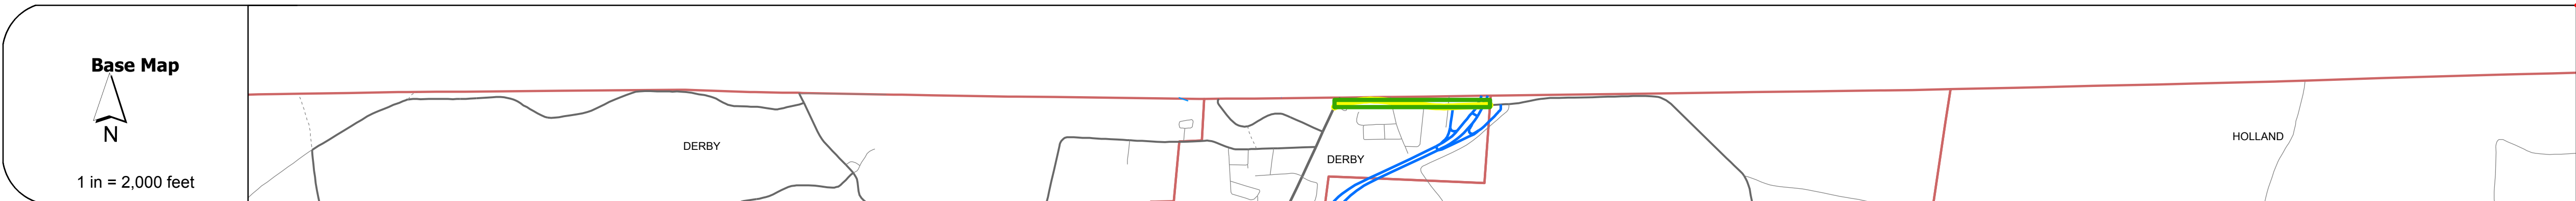 Base Map
N
1 in = 2,000 feet
DERBY
DERBY
HOLLAND